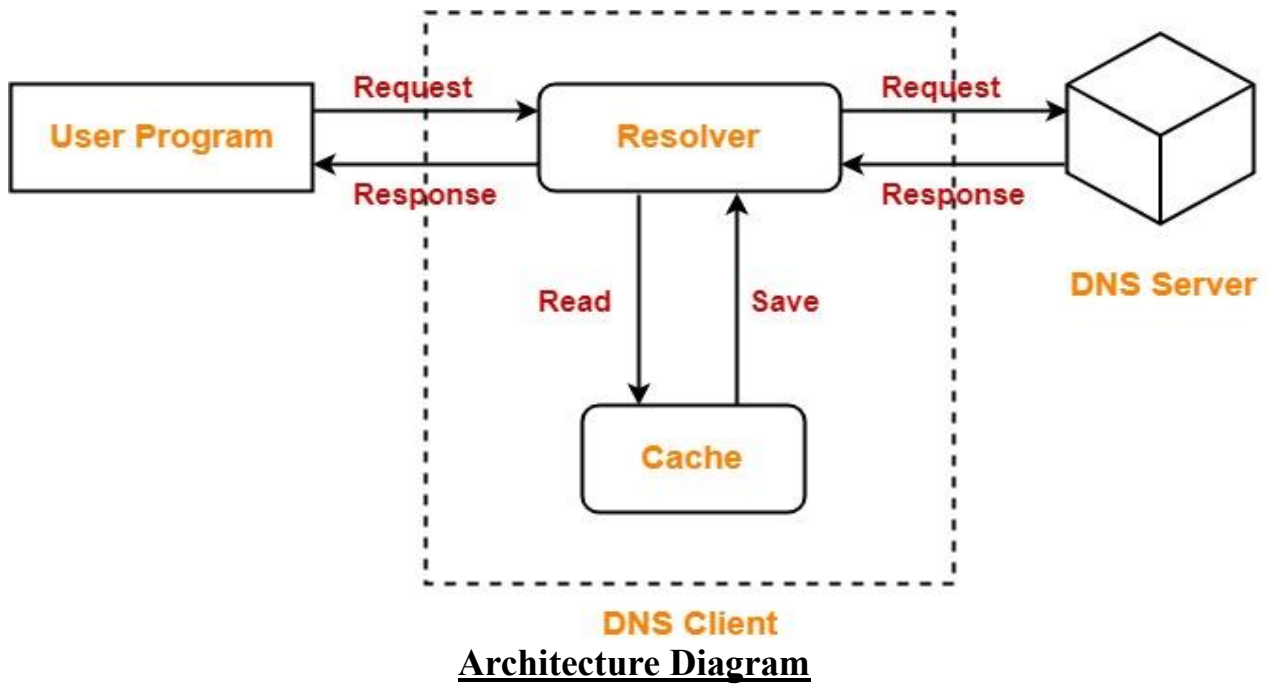 Request
Request
User Program
Resolver
Response
Response
DNS Server
Read
Save
Cache
DNS Client
Architecture Diagram